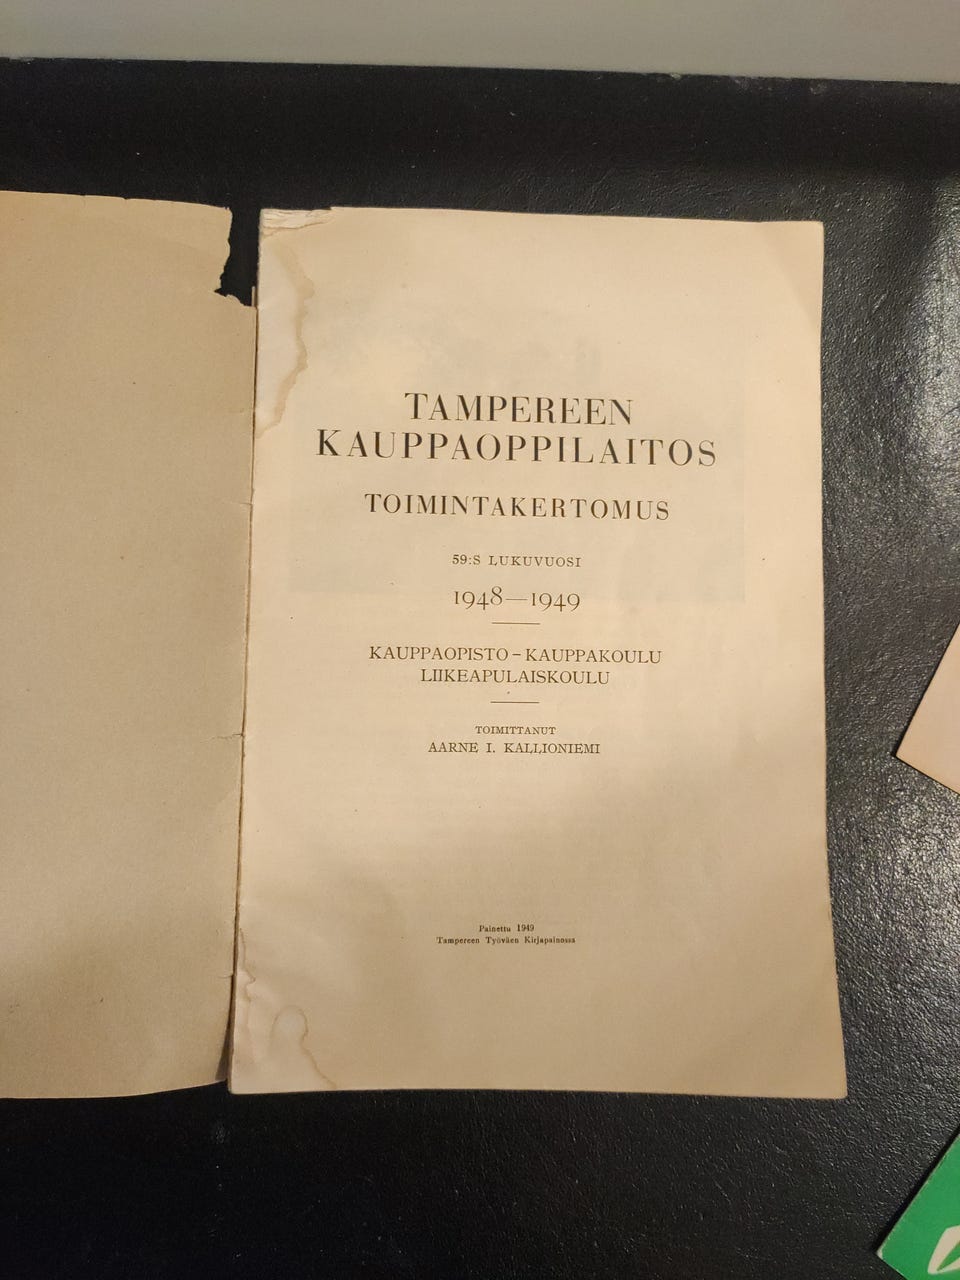 TAMPEREEN
KAUPPAOPPILAITOS
TOIMINTAKERTOMUS
59:S LUKUVUOSI
1948—1949
KAUPPAOPISTO – KAUPPAKOULU
LIIKEAPULAISKOULU
TOIMITTANUT
AARNE I. KALLIONIEMI
Painettu 1949
Tampereen Työväen Kirjapainossa